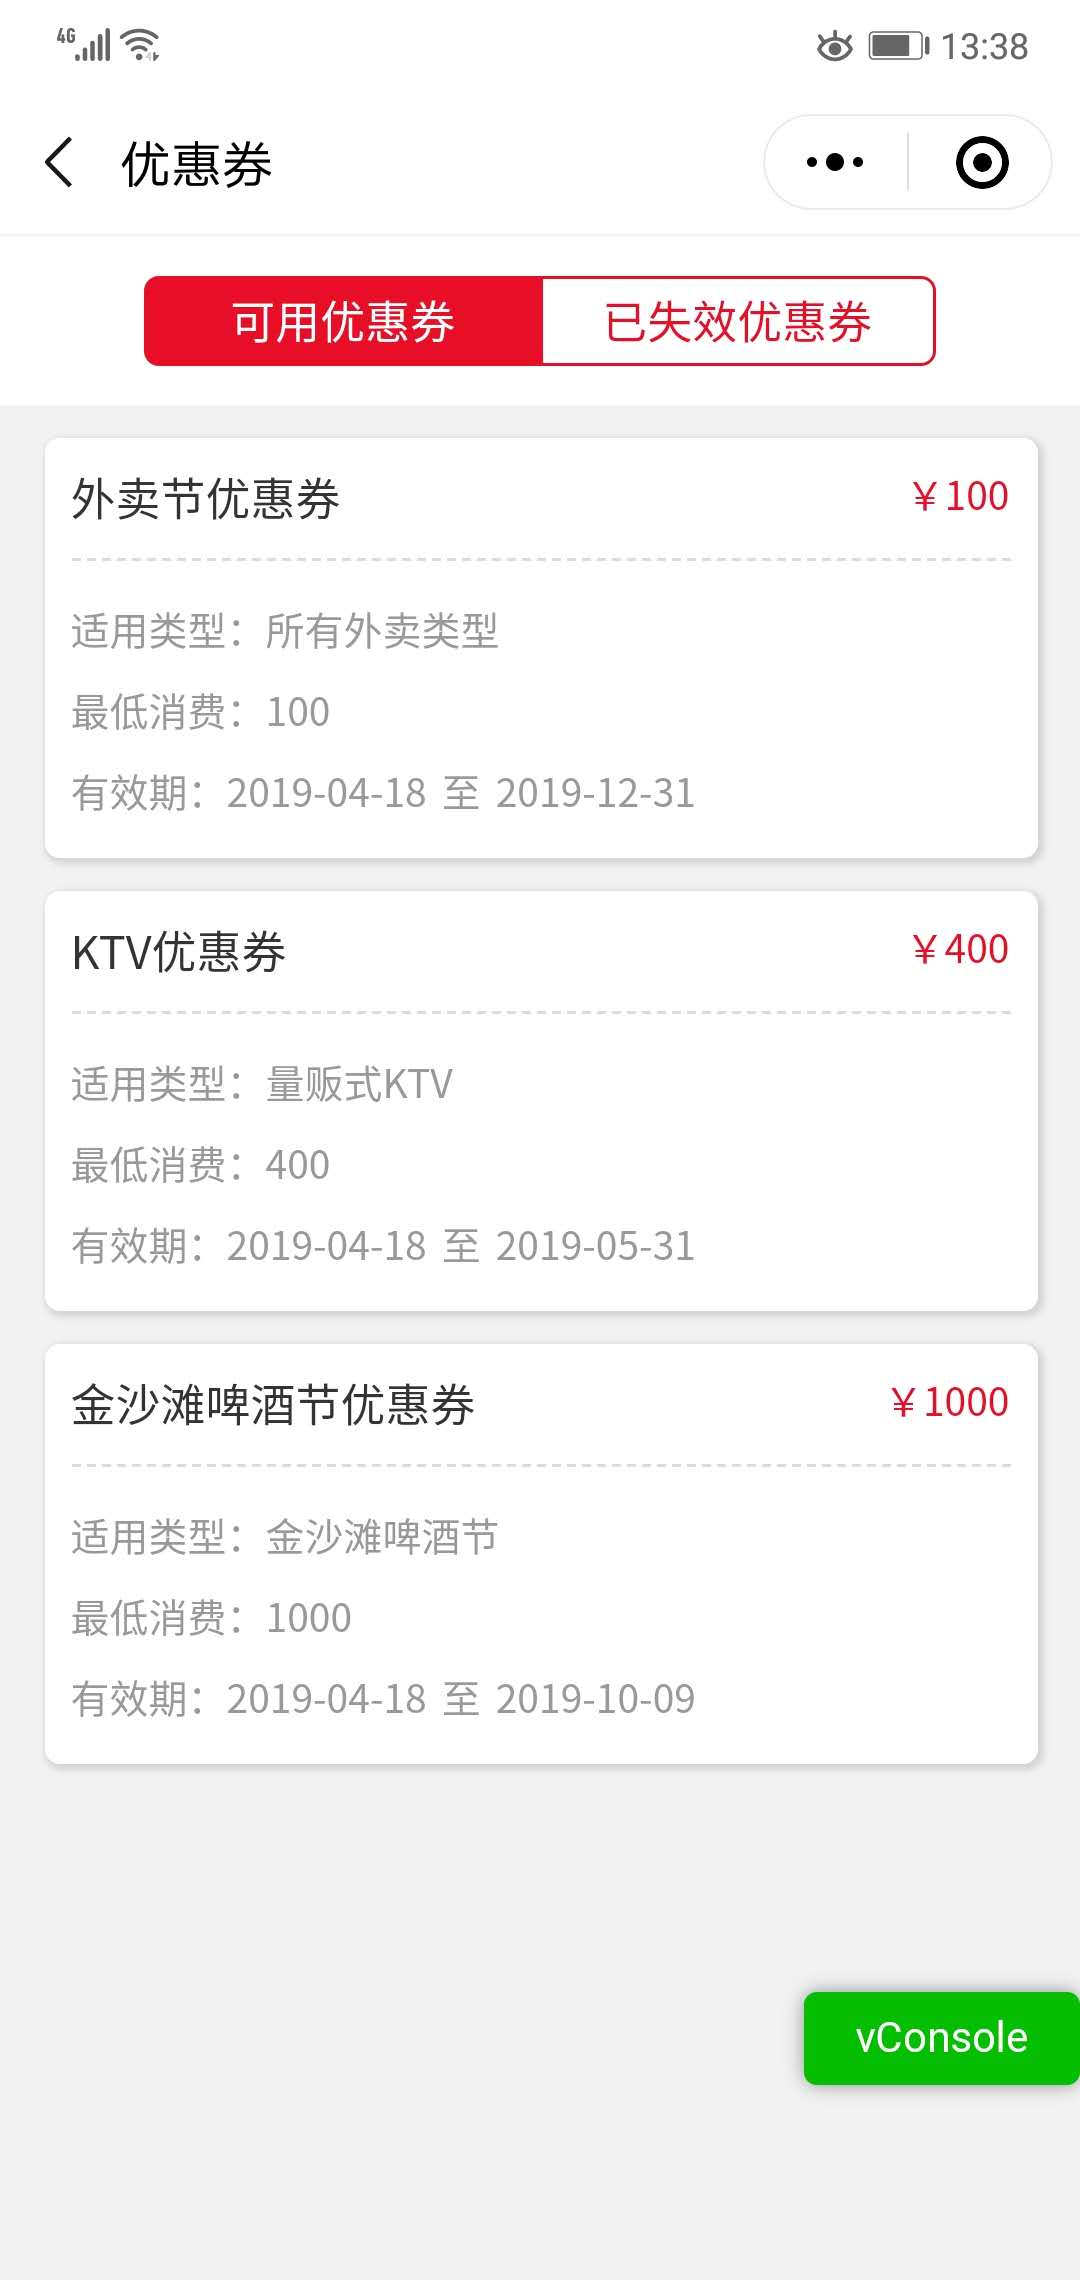 4G
13:38
优惠券
可用优惠券
已失效优惠券
外卖节优惠券
￥100
适用类型：所有外卖类型
最低消费：100
有效期：2019-04-18 至 2019-12-31
KTV优惠券
￥400
适用类型：量贩式KTV
最低消费：400
有效期：2019-04-18 至 2019-05-31
金沙滩啤酒节优惠券
￥1000
适用类型：金沙滩啤酒节
最低消费：1000
有效期：2019-04-18 至 2019-10-09
vConsole